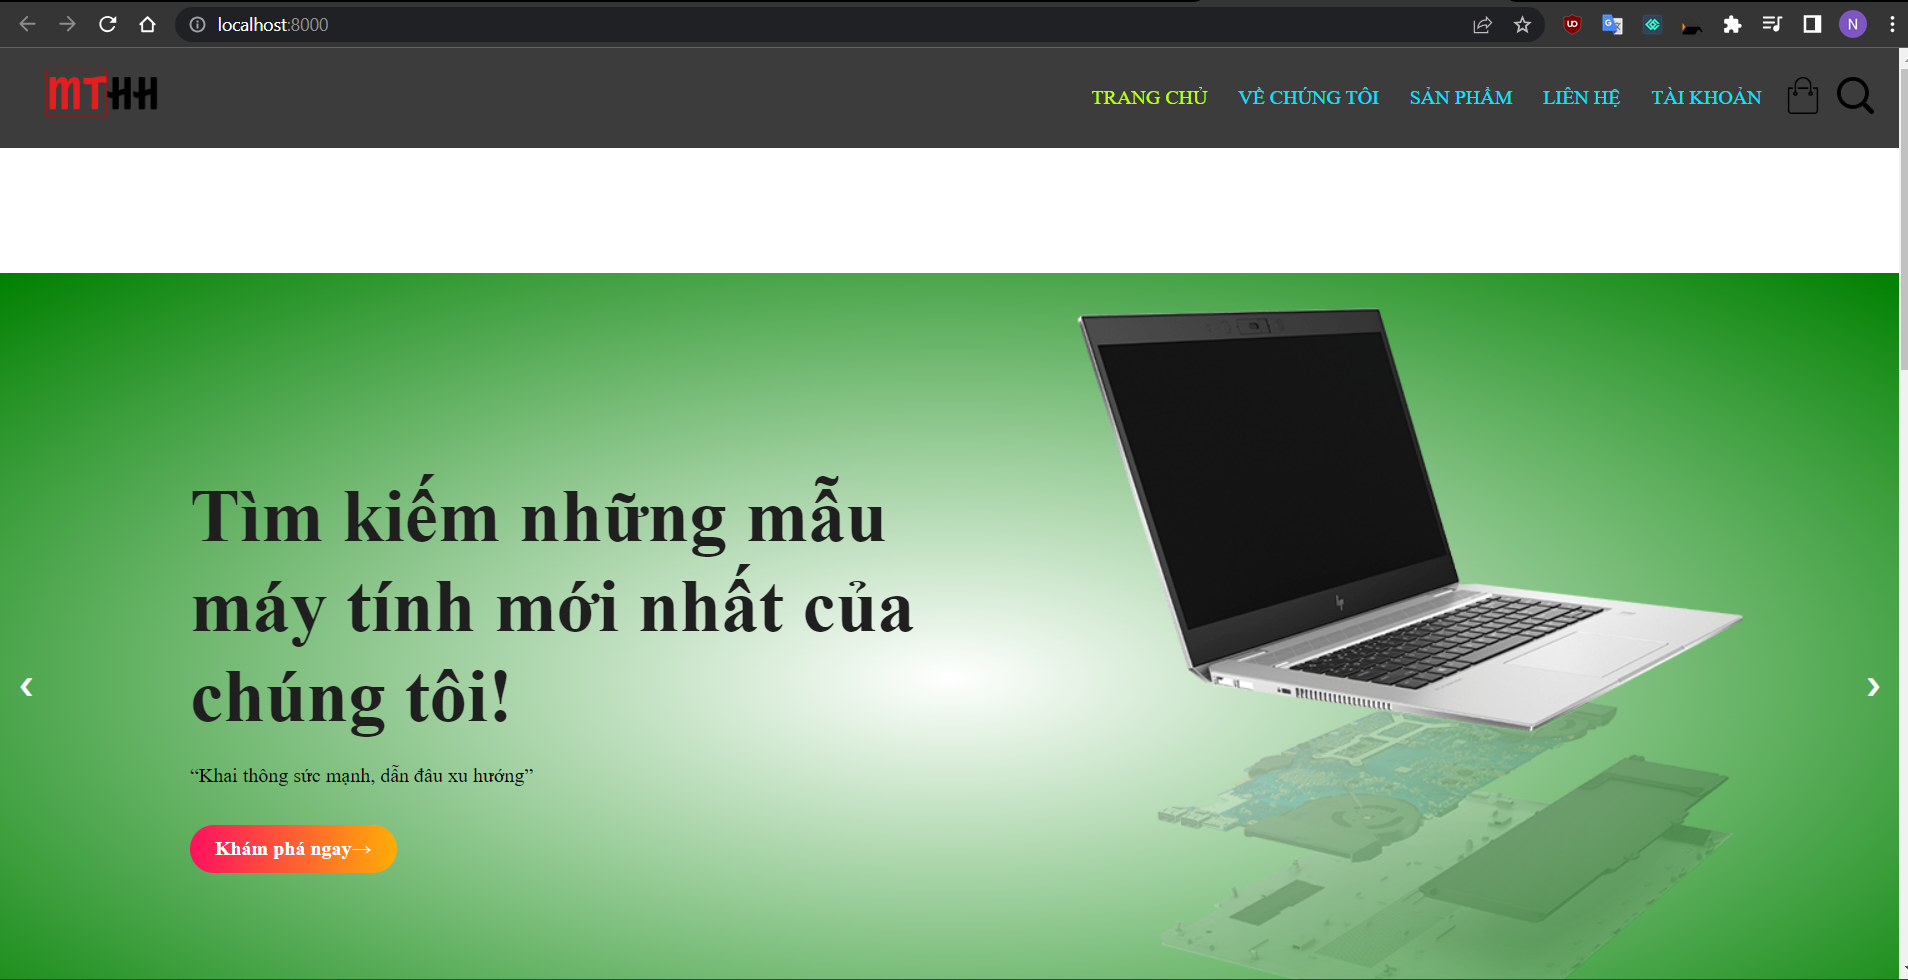 localhost:8000
N
MTHH
TRANG CHỦ
VỀ CHÚNG TÔI
SẢN PHẨM
LIÊN HỆ
TÀI KHOẢN
Tìm kiếm những mẫu
máy tính mới nhất của
chúng tôi!
“Khai thông sức mạnh, dẫn đầu xu hướng”
Khám phá ngay→